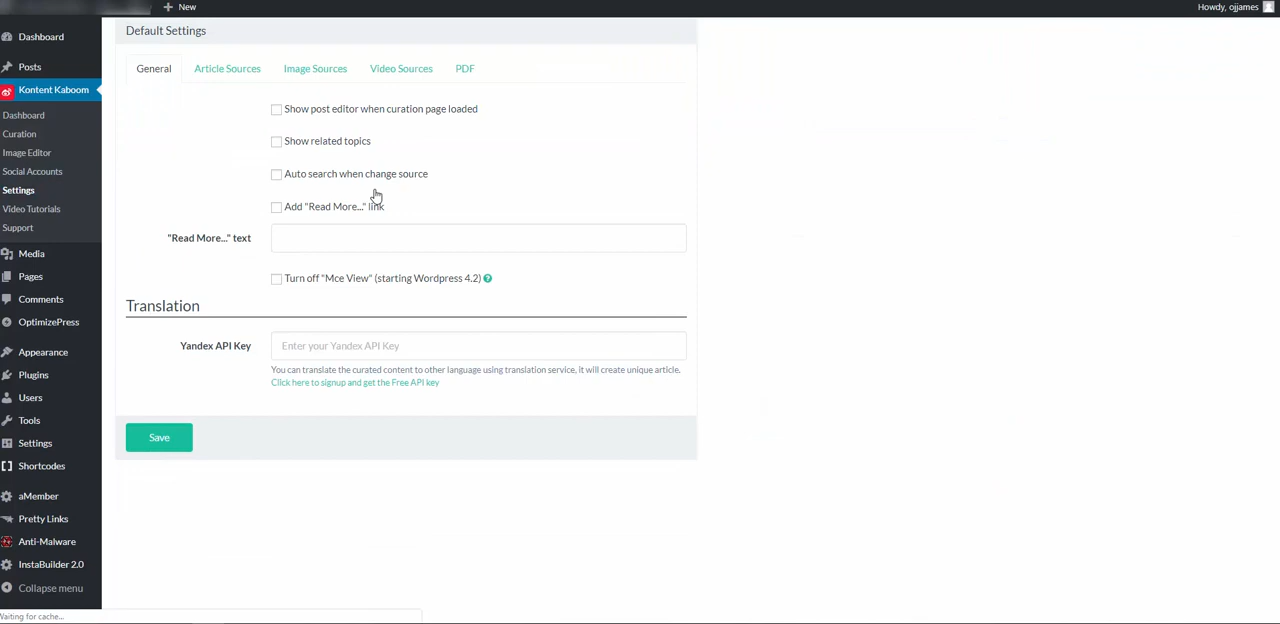 New
Howdy, ojjames
Dashboard
Posts
Kontent Kaboom
Dashboard
Curation
Image Editor
Social Accounts
Settings
Video Tutorials
Support
Media
Pages
Comments
OptimizePress
Appearance
Plugins
Users
Tools
Settings
Shortcodes
aMember
Pretty Links
Anti-Malware
InstaBuilder 2.0
Collapse menu
Default Settings
General Article Sources Image Sources Video Sources PDF
Show post editor when curation page loaded
Show related topics
Auto search when change source
Add "Read More..." link
"Read More..." text
Turn off "Mce View" (starting Wordpress 4.2) ?
Translation
Yandex API Key Enter your Yandex API Key
You can translate the curated content to other language using translation service, it will create unique article.
Click here to signup and get the Free API key
Save
Waiting for cache...